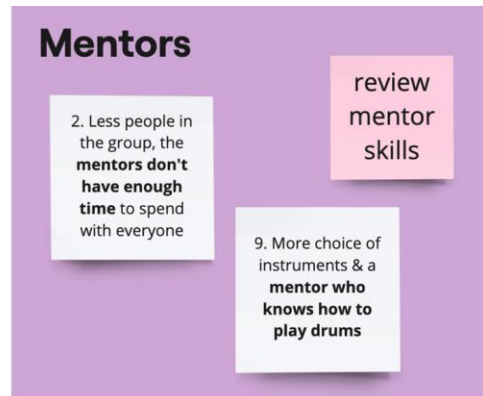 Mentors
review
mentor
skills
2. Less people in
the group, the
mentors don't
have enough
time to spend
with everyone
9. More choice of
instruments & a
mentor who
knows how to
play drums